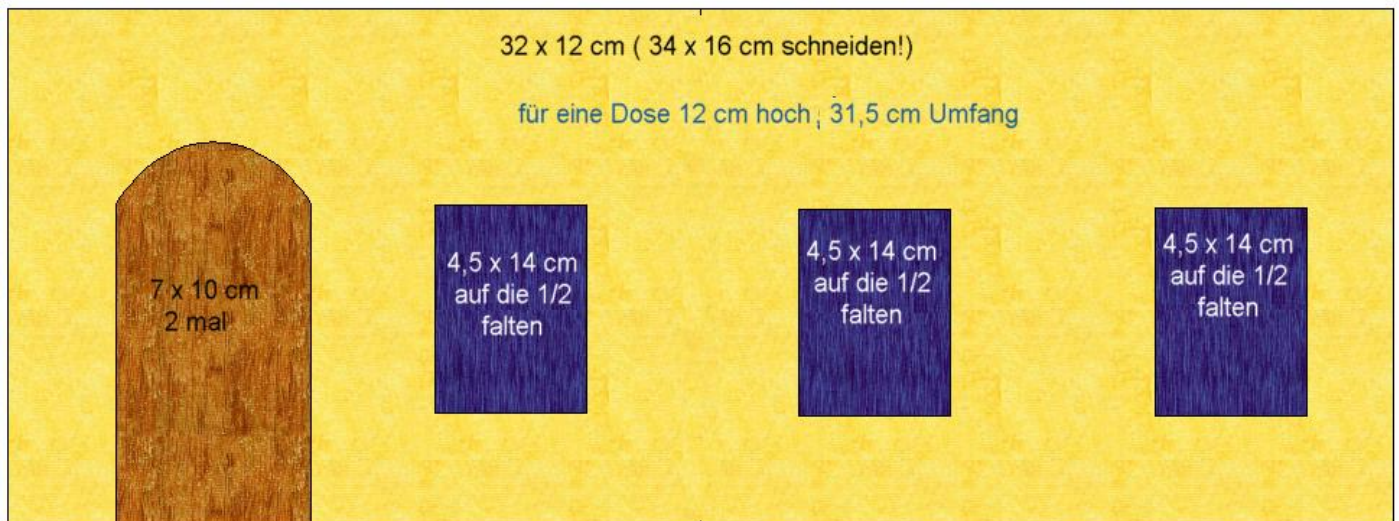 32 x 12 cm ( 34 x 16 cm schneiden!)
für eine Dose 12 cm hoch , 31,5 cm Umfang
7 x 10 cm
2 mal
4,5 x 14 cm
auf die 1/2
falten
4,5 x 14 cm
auf die 1/2
falten
4,5 x 14 cm
auf die 1/2
falten